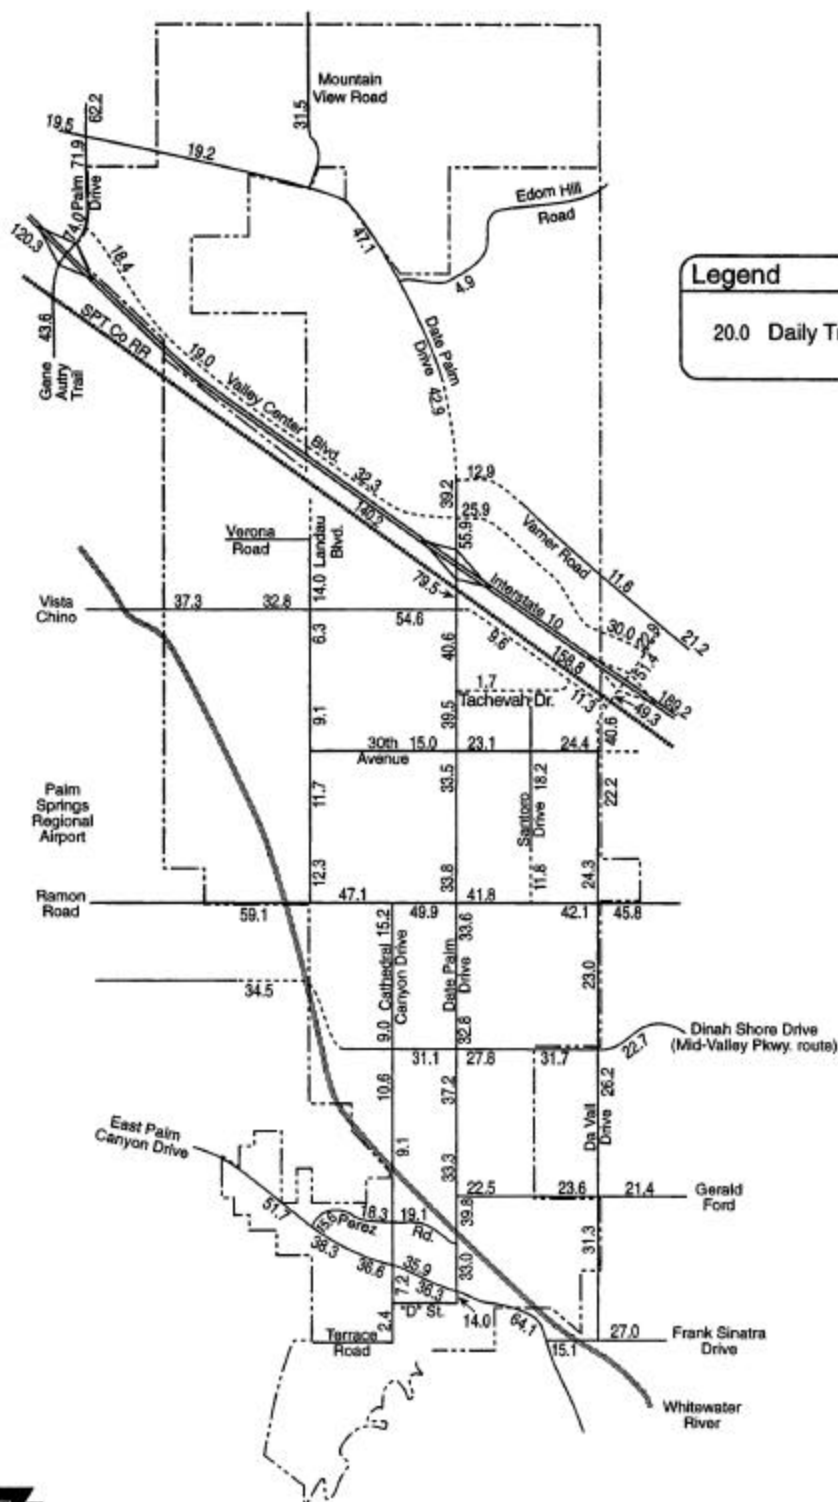 Mountain
View Road
31.5
62.2
19.5
71.9
19.2
Palm
Drive
74.0
Edom Hill
Road
47.1
4.9
120.3
18.4
43.6
SPT Co RR
Gene
Autry
Trail
19.0
Date Palm
Drive
42.9
Legend
20.0 Daily Tr
Valley Center Blvd.
32.3
140.2
39.2
12.9
25.9
55.9
Varner Road
11.6
21.2
Verona
Road
Landau
Blvd.
14.0
79.5
Interstate 10
30.0
Vista
Chino
37.3
32.8
54.6
6.3
40.6
9.6
158.8
189.2
49.3
1.7
Tachevah Dr.
11.3
40.6
9.1
39.5
30th
Avenue
15.0
23.1
24.4
Palm
Springs
Regional
Airport
11.7
33.5
Santoro
Drive
18.2
22.2
12.3
33.8
11.8
24.3
Ramon
Road
59.1
47.1
49.9
41.8
42.1
45.8
15.2
Cathedral
Canyon Drive
9.0
Date Palm
Drive
33.6
32.8
23.0
34.5
31.1
27.8
31.7
22.7
Dinah Shore Drive
(Mid-Valley Pkwy. route)
10.6
37.2
26.2
Da Vall
Drive
East Palm
Canyon Drive
9.1
33.3
22.5
23.6
21.4
Gerald
Ford
51.7
18.3
19.1
Perez
Rd.
39.8
31.3
38.3
36.6
35.9
36.3
33.0
7.2
"D" St.
2.4
14.0
64.1
Terrace
Road
15.1
27.0
Frank Sinatra
Drive
Whitewater
River